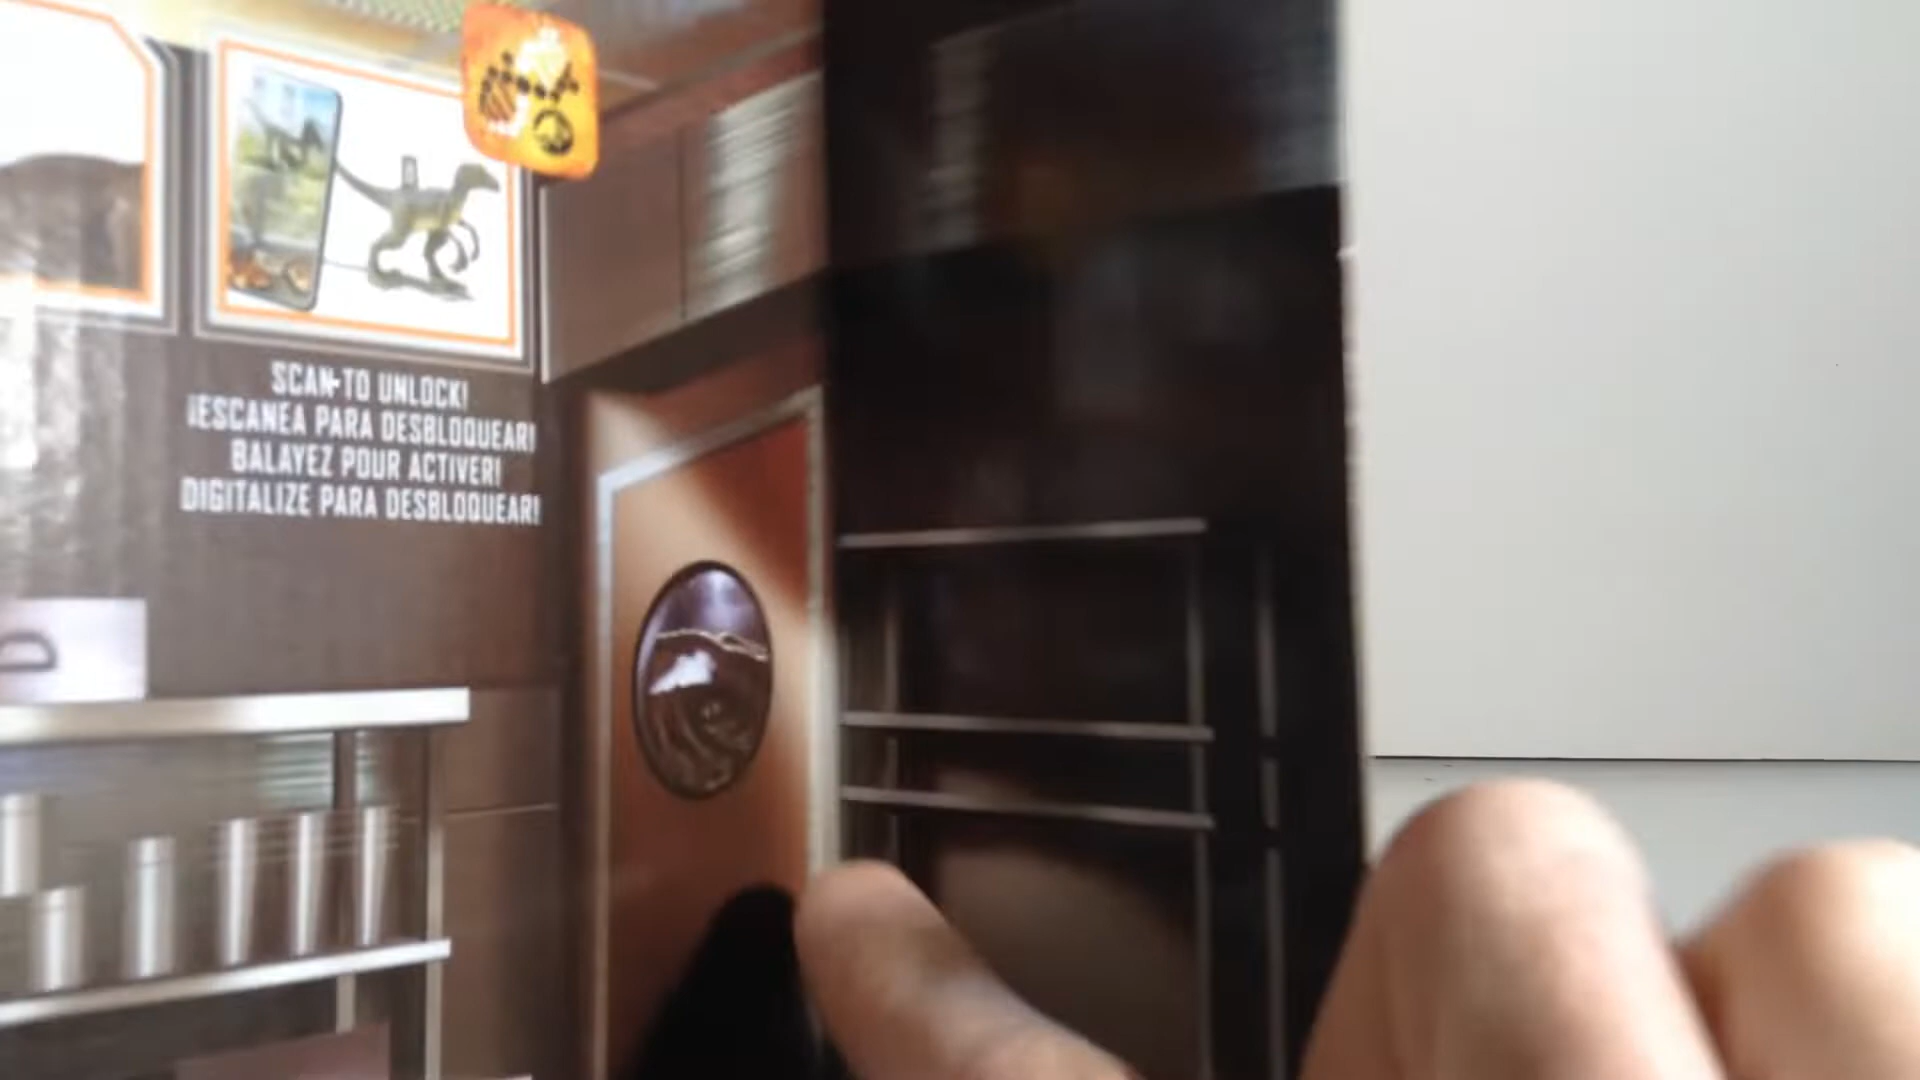 SCAN TO UNLOCK!
¡ESCANEA PARA DESBLOQUEAR!
BALAYEZ POUR ACTIVER!
DIGITALIZE PARA DESBLOQUEAR!
D